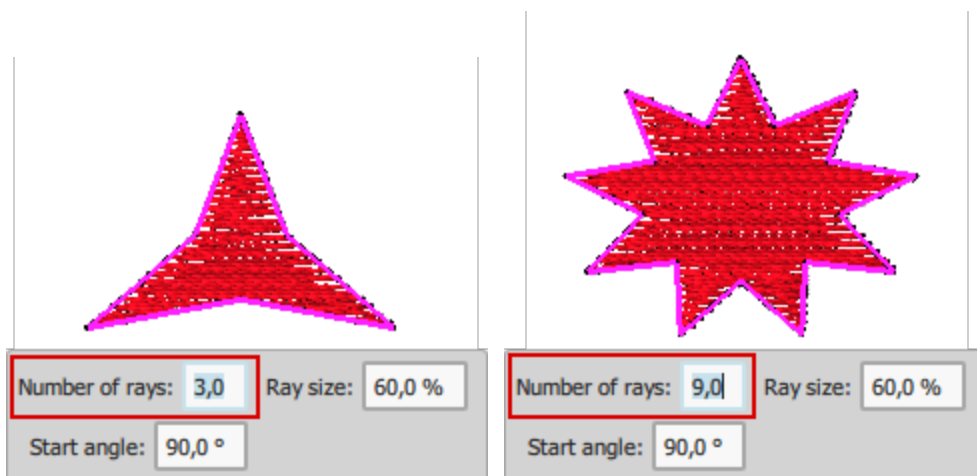 Number of rays: 3,0 Ray size: 60,0 %
Start angle: 90,0 °
Number of rays: 9,0 Ray size: 60,0 %
Start angle: 90,0 °